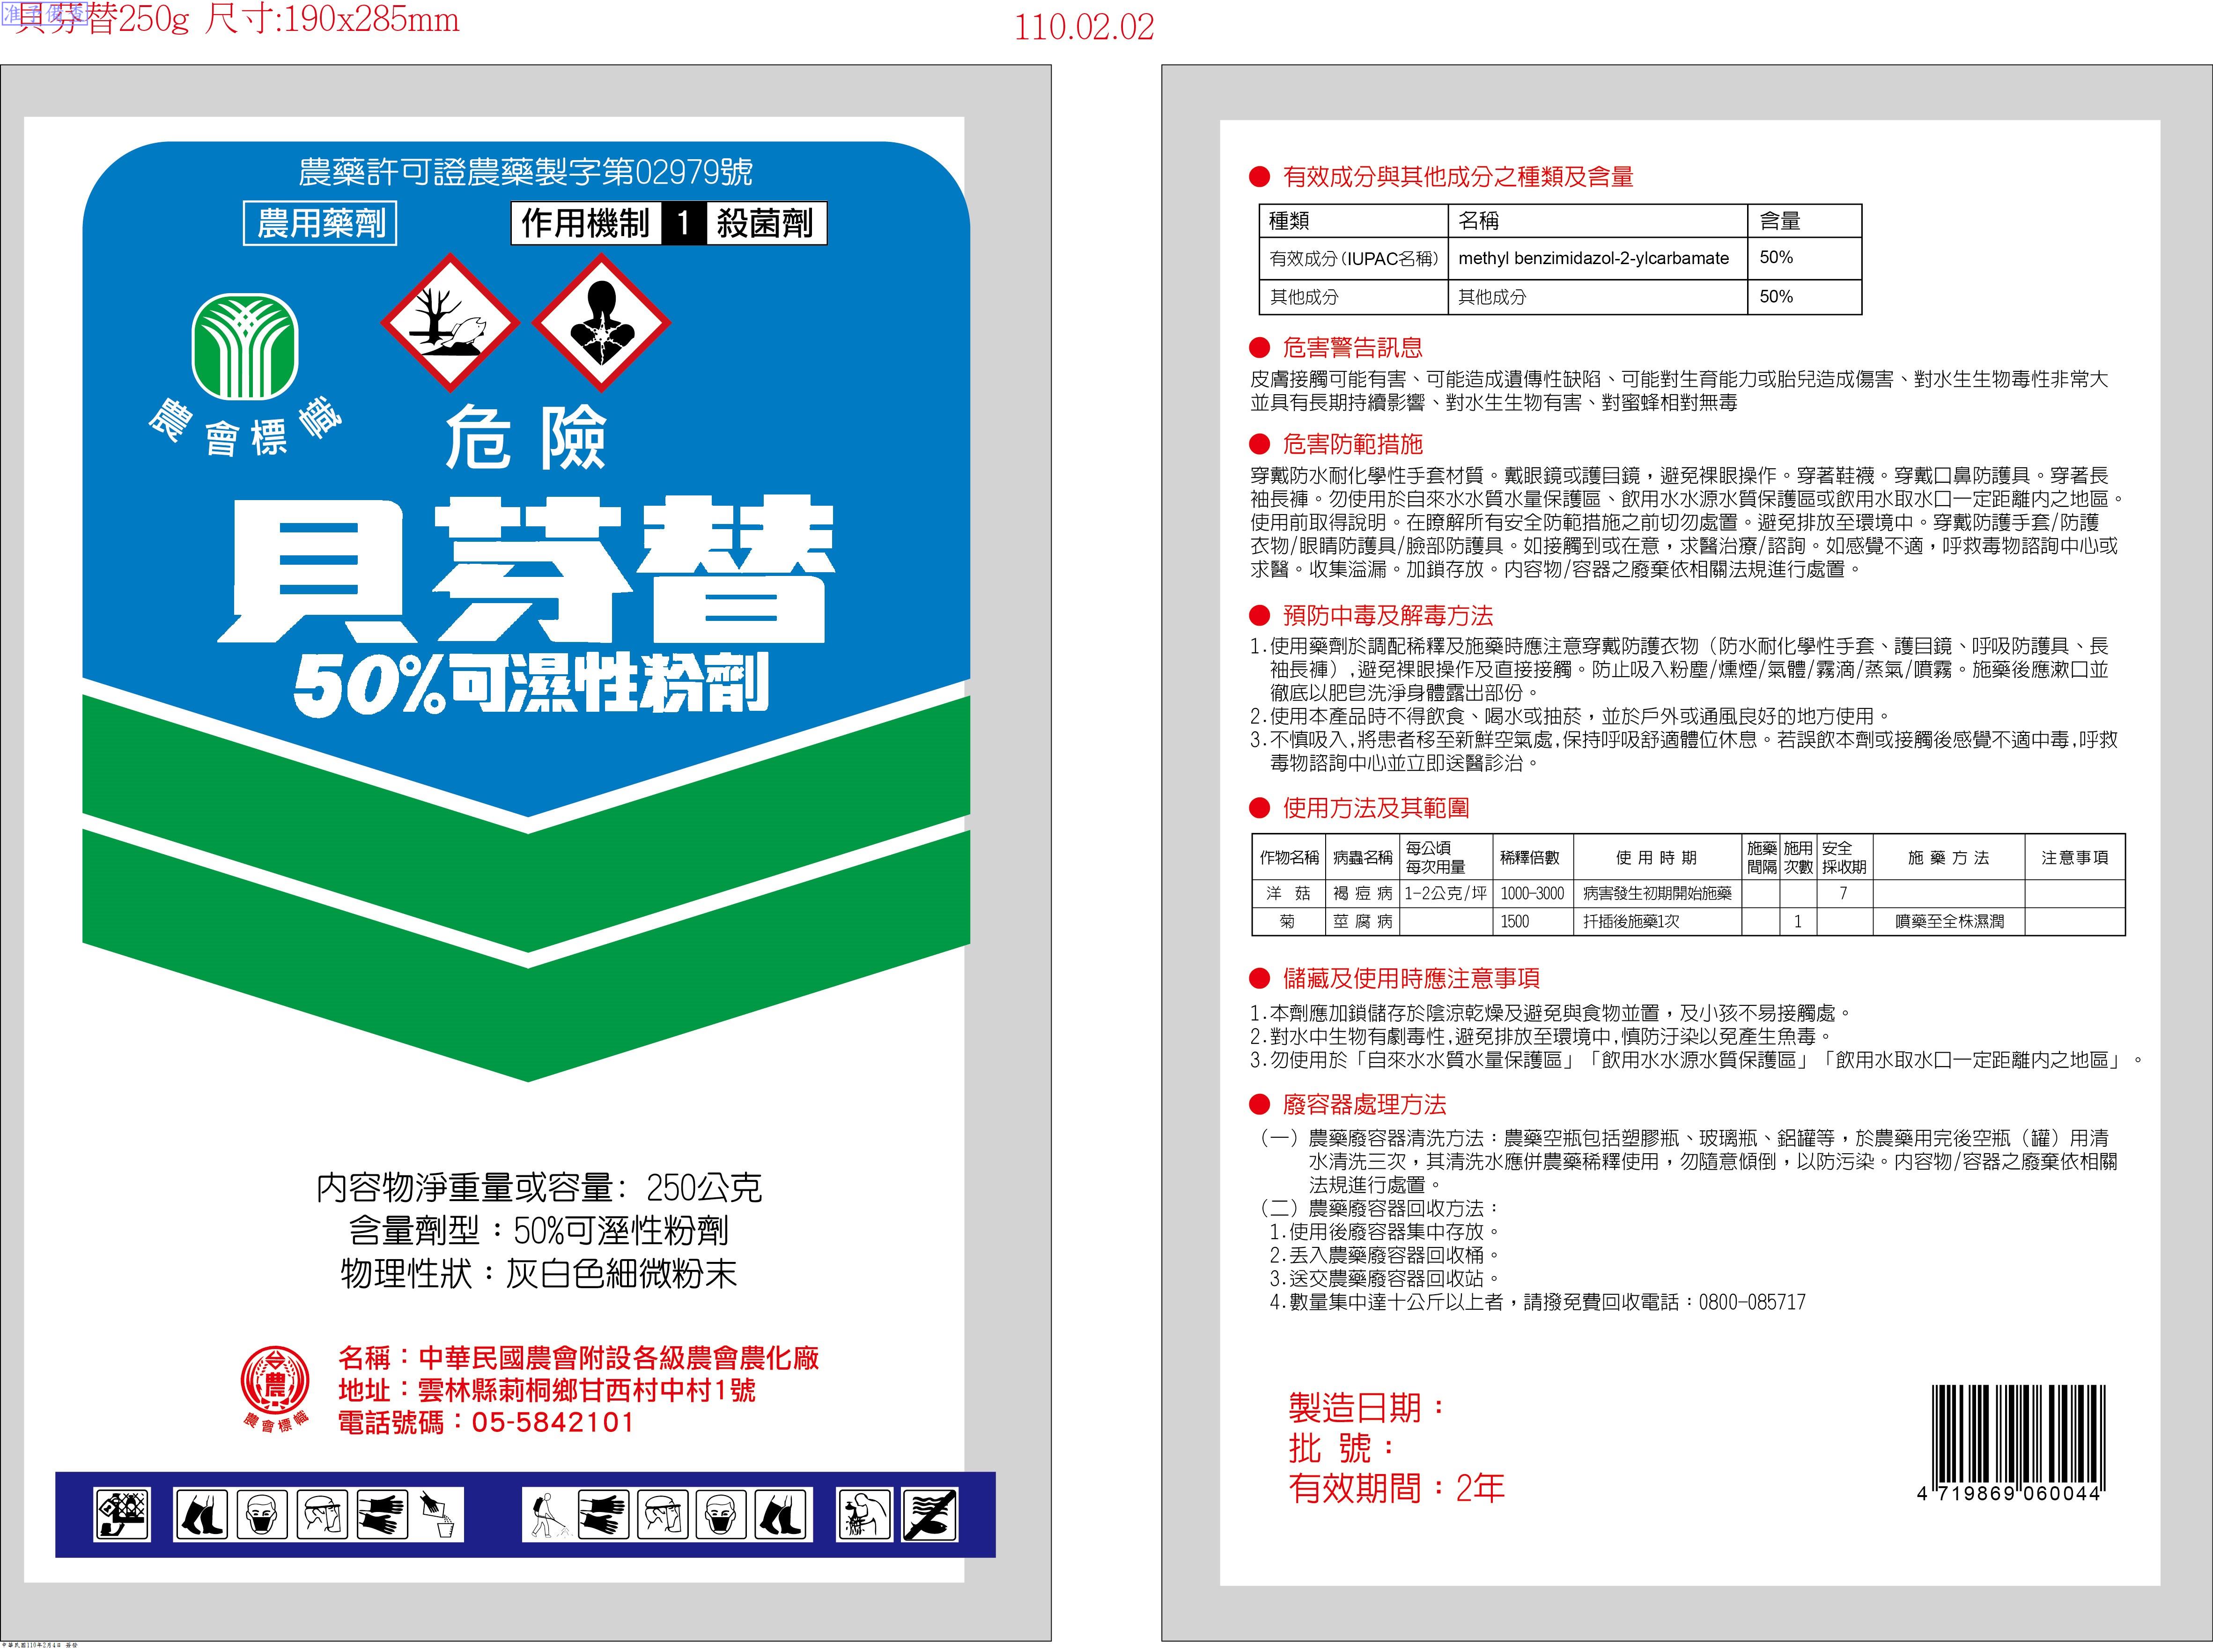 貝芬替250g 尺寸:190x285mm
110.02.02
農藥許可證農藥製字第02979號
農用藥劑
作用機制 1 殺菌劑
農會標幟
危險
貝芬替
50%可濕性粉劑
內容物淨重量或容量: 250公克
含量劑型：50%可溼性粉劑
物理性狀：灰白色細微粉末
農
農會標幟
名稱：中華民國農會附設各級農會農化廠
地址：雲林縣莿桐鄉甘西村中村1號
電話號碼：05-5842101
● 有效成分與其他成分之種類及含量
種類 名稱 含量
有效成分(IUPAC名稱) methyl benzimidazol-2-ylcarbamate 50%
其他成分 其他成分 50%
● 危害警告訊息
皮膚接觸可能有害、可能造成遺傳性缺陷、可能對生育能力或胎兒造成傷害、對水生生物毒性非常大
並具有長期持續影響、對水生生物有害、對蜜蜂相對無毒
● 危害防範措施
穿戴防水耐化學性手套材質。戴眼鏡或護目鏡，避免裸眼操作。穿著鞋襪。穿戴口鼻防護具。穿著長
袖長褲。勿使用於自來水水質水量保護區、飲用水水源水質保護區或飲用水取水口一定距離內之地區。
使用前取得說明。在瞭解所有安全防範措施之前切勿處置。避免排放至環境中。穿戴防護手套/防護
衣物/眼睛防護具/臉部防護具。如接觸到或在意，求醫治療/諮詢。如感覺不適，呼救毒物諮詢中心或
求醫。收集溢漏。加鎖存放。內容物/容器之廢棄依相關法規進行處置。
● 預防中毒及解毒方法
1.使用藥劑於調配稀釋及施藥時應注意穿戴防護衣物（防水耐化學性手套、護目鏡、呼吸防護具、長
袖長褲）,避免裸眼操作及直接接觸。防止吸入粉塵/燻煙/氣體/霧滴/蒸氣/噴霧。施藥後應漱口並
徹底以肥皂洗淨身體露出部份。
2.使用本產品時不得飲食、喝水或抽菸，並於戶外或通風良好的地方使用。
3.不慎吸入,將患者移至新鮮空氣處,保持呼吸舒適體位休息。若誤飲本劑或接觸後感覺不適中毒,呼救
毒物諮詢中心並立即送醫診治。
● 使用方法及其範圍
作物名稱 病蟲名稱 每公頃每次用量 稀釋倍數 使用時期 施藥間隔 施用次數 安全採收期 施藥方法 注意事項
洋菇 褐痘病 1-2公克/坪 1000-3000 病害發生初期開始施藥 7
菊 莖腐病 1500 扦插後施藥1次 1 噴藥至全株濕潤
● 儲藏及使用時應注意事項
1.本劑應加鎖儲存於陰涼乾燥及避免與食物並置，及小孩不易接觸處。
2.對水中生物有劇毒性,避免排放至環境中,慎防汙染以免產生魚毒。
3.勿使用於「自來水水質水量保護區」「飲用水水源水質保護區」「飲用水取水口一定距離內之地區」。
● 廢容器處理方法
（一）農藥廢容器清洗方法：農藥空瓶包括塑膠瓶、玻璃瓶、鋁罐等，於農藥用完後空瓶（罐）用清
水清洗三次，其清洗水應併農藥稀釋使用，勿隨意傾倒，以防污染。內容物/容器之廢棄依相關
法規進行處置。
（二）農藥廢容器回收方法：
1.使用後廢容器集中存放。
2.丟入農藥廢容器回收桶。
3.送交農藥廢容器回收站。
4.數量集中達十公斤以上者，請撥免費回收電話：0800-085717
製造日期：
批 號：
有效期間：2年
4 719869 060044
中華民國110年2月4日